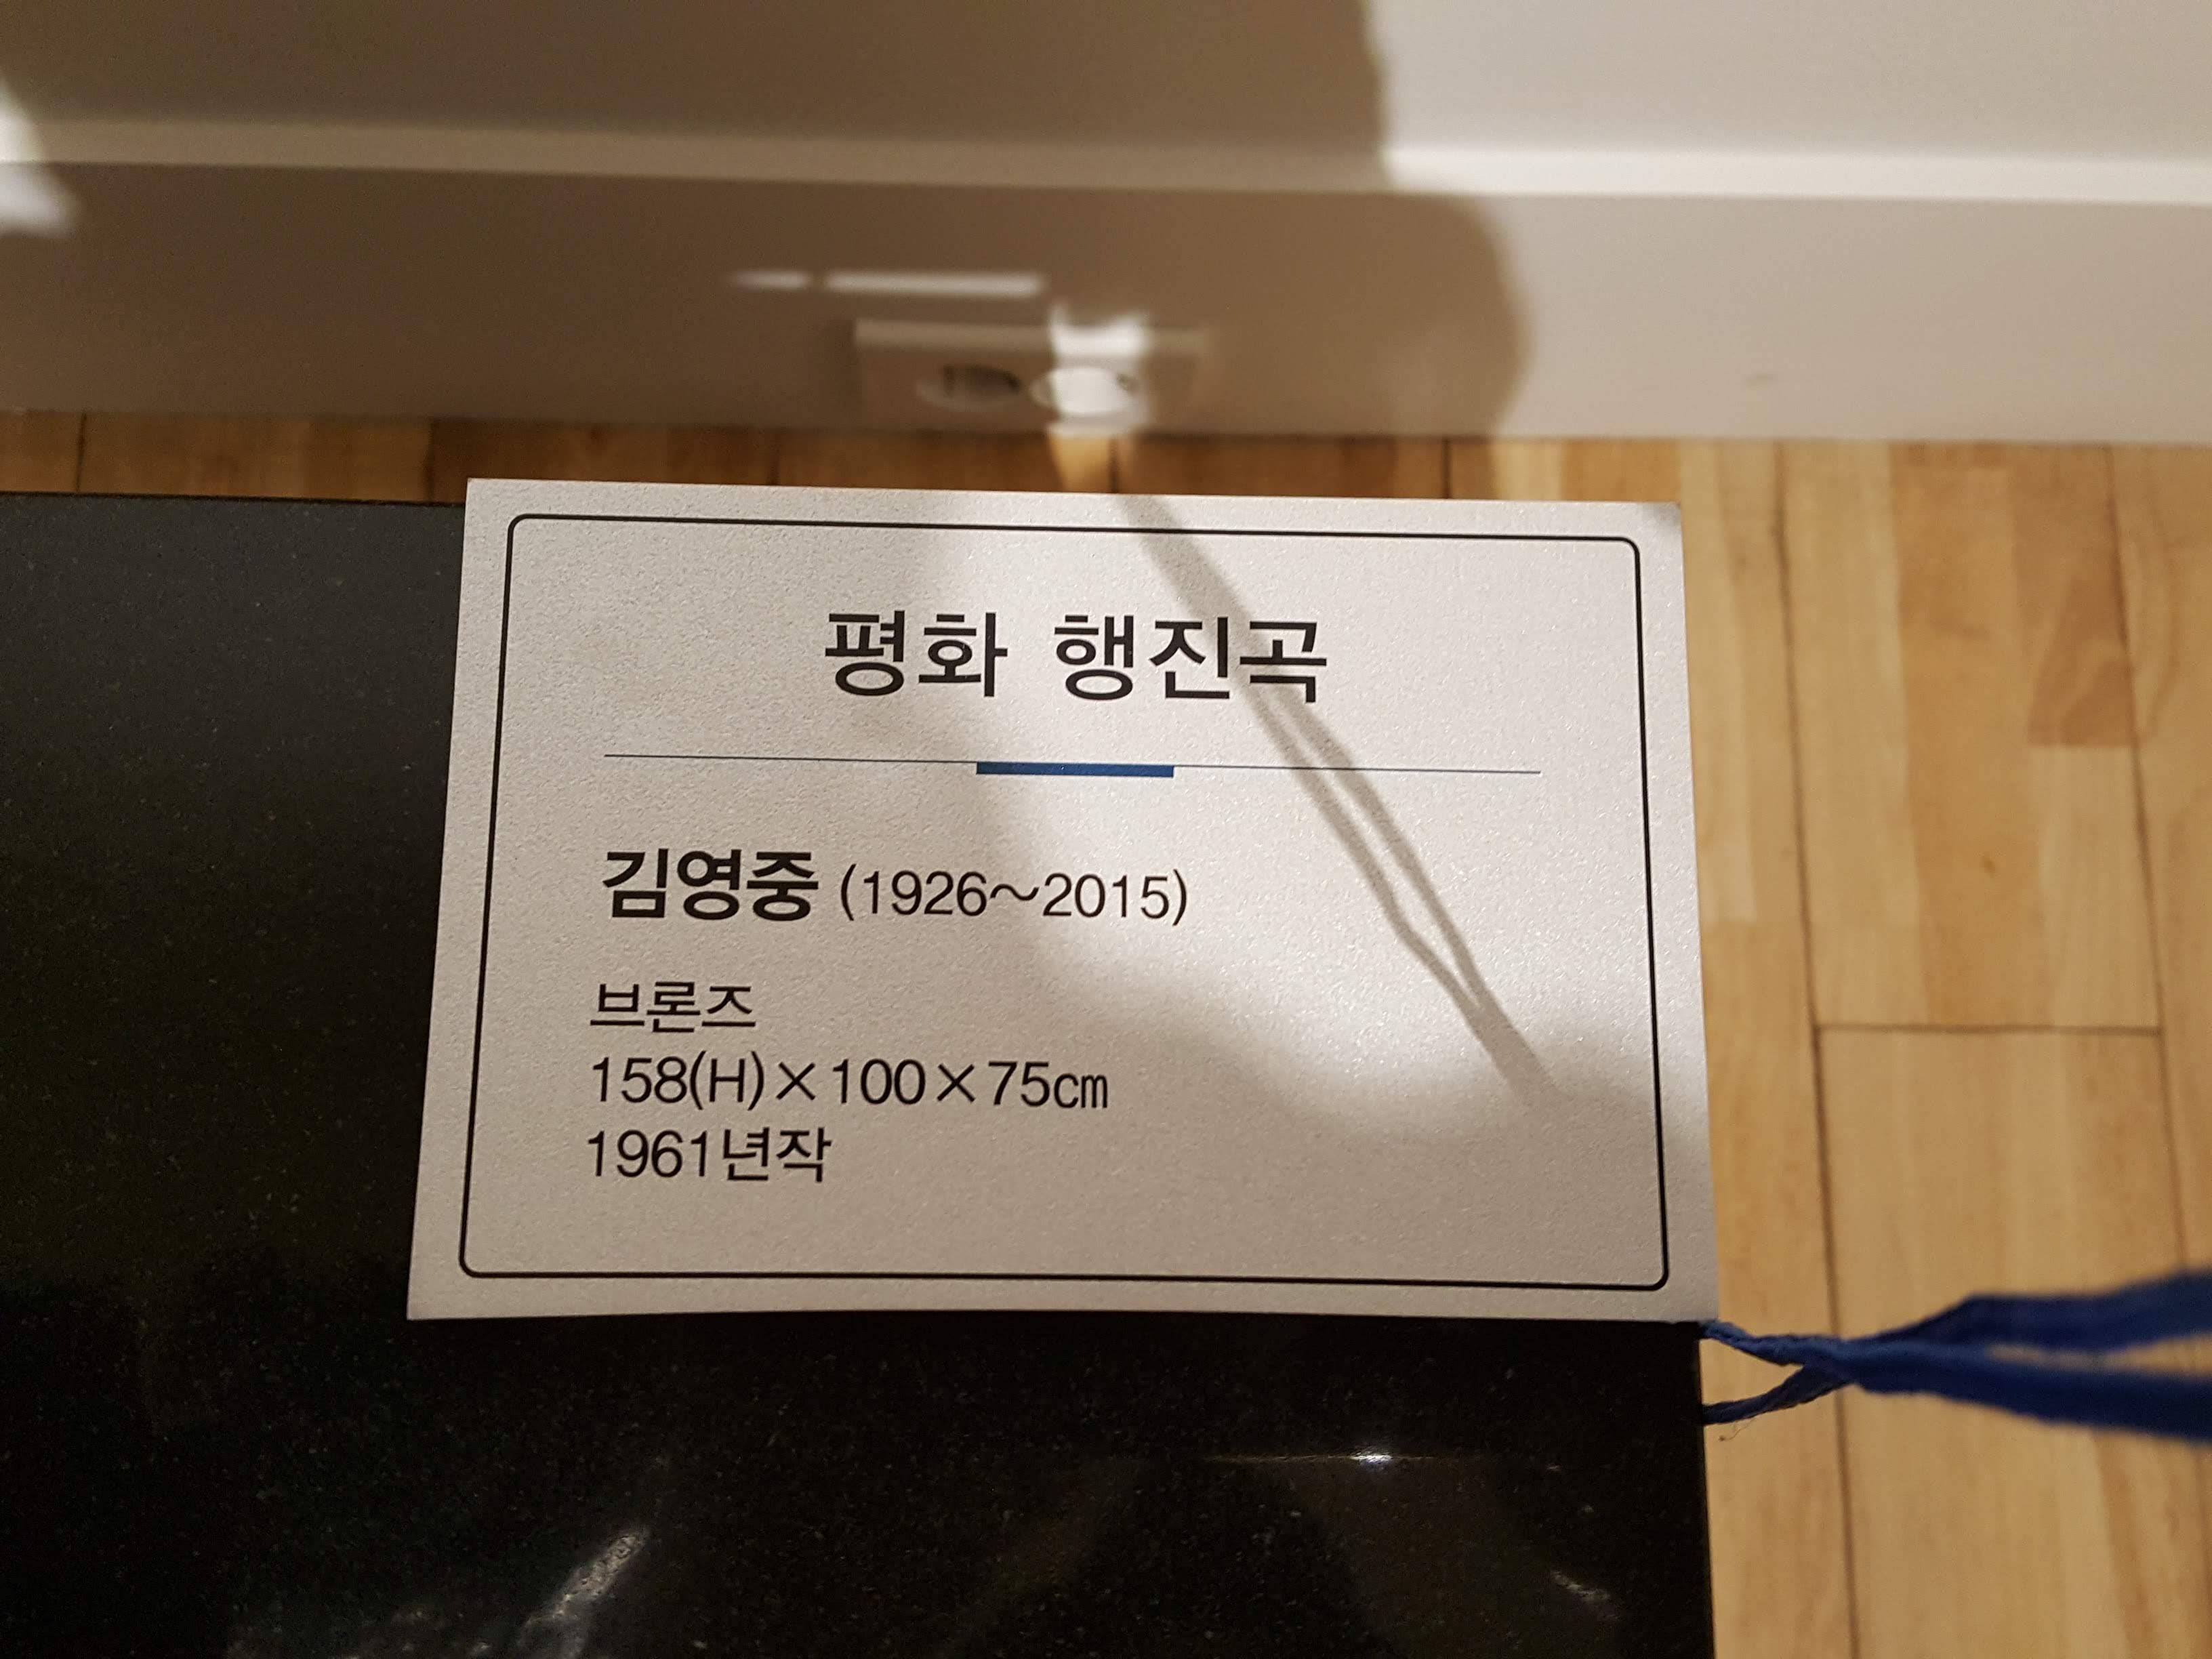 평화 행진곡
김영중 (1926~2015)
브론즈
158(H)×100×75㎝
1961년작